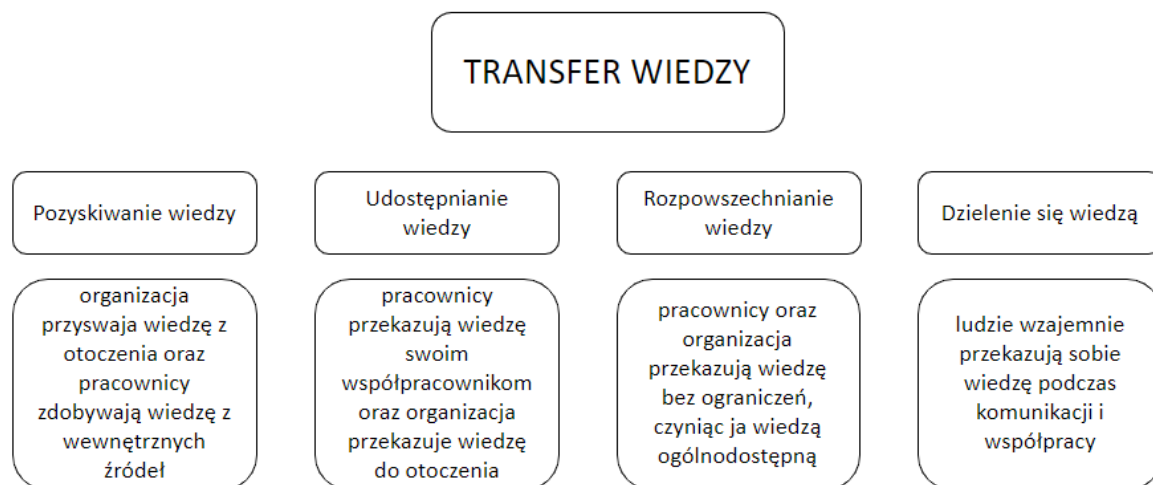 TRANSFER WIEDZY
Pozyskiwanie wiedzy
Udostępnianie
wiedzy
Rozpowszechnianie
wiedzy
Dzielenie się wiedzą
organizacja
przyswaja wiedzę z
otoczenia oraz
pracownicy
zdobywają wiedzę z
wewnętrznych
źródeł
pracownicy
przekazują wiedzę
swoim
współpracownikom
oraz organizacja
przekazuje wiedzę
do otoczenia
pracownicy oraz
organizacja
przekazują wiedzę
bez ograniczeń,
czyniąc ja wiedzą
ogólnodostępną
ludzie wzajemnie
przekazują sobie
wiedzę podczas
komunikacji i
współpracy